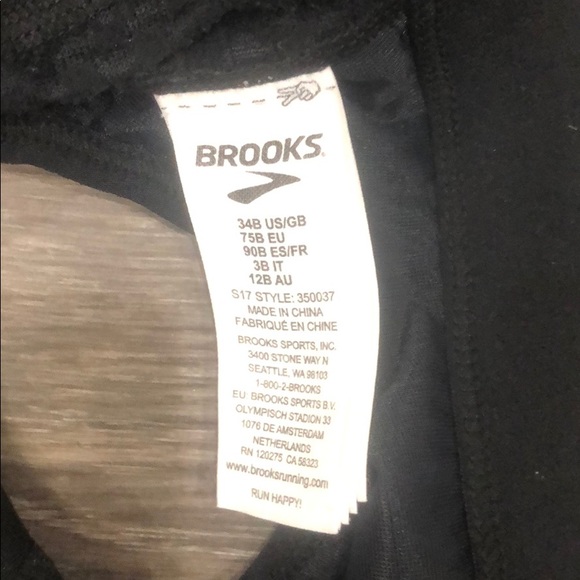 BROOKS
34B US/GB
75B EU
90B ES/FR
3B IT
12B AU
S17 STYLE: 350037
MADE IN CHINA
FABRIQUÉ EN CHINE
BROOKS SPORTS, INC.
3400 STONE WAY N
SEATTLE, WA 98103
1-800-2-BROOKS
EU: BROOKS SPORTS B.V.
OLYMPISCH STADION 33
1076 DE AMSTERDAM
NETHERLANDS
RN 120275 CA 56323
www.brooksrunning.com
RUN HAPPY!